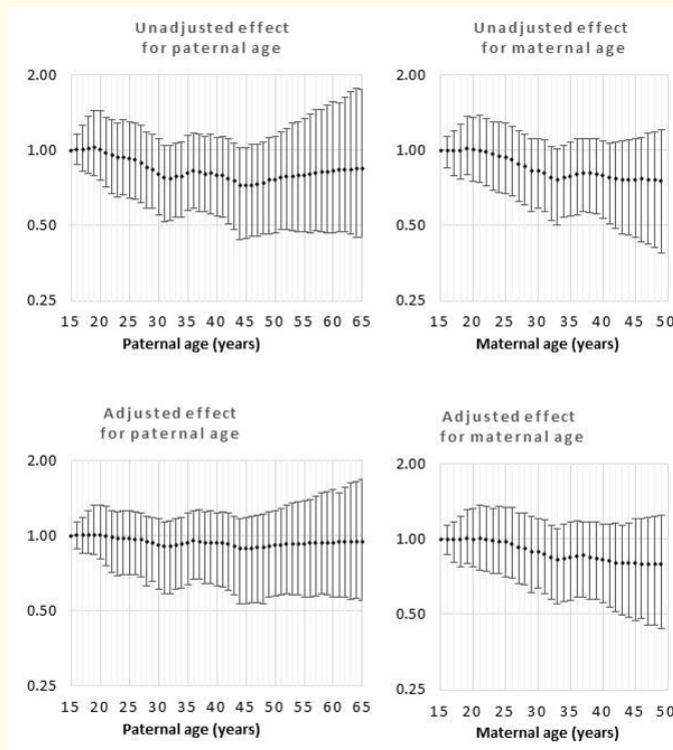 Unadjusted effect
for paternal age
2.00
1.00
0.50
0.25
15 20 25 30 35 40 45 50 55 60 65
Paternal age (years)
Unadjusted effect
for maternal age
2.00
1.00
0.50
0.25
15 20 25 30 35 40 45 50
Maternal age (years)
Adjusted effect
for paternal age
2.00
1.00
0.50
0.25
15 20 25 30 35 40 45 50 55 60 65
Paternal age (years)
Adjusted effect
for maternal age
2.00
1.00
0.50
0.25
15 20 25 30 35 40 45 50
Maternal age (years)